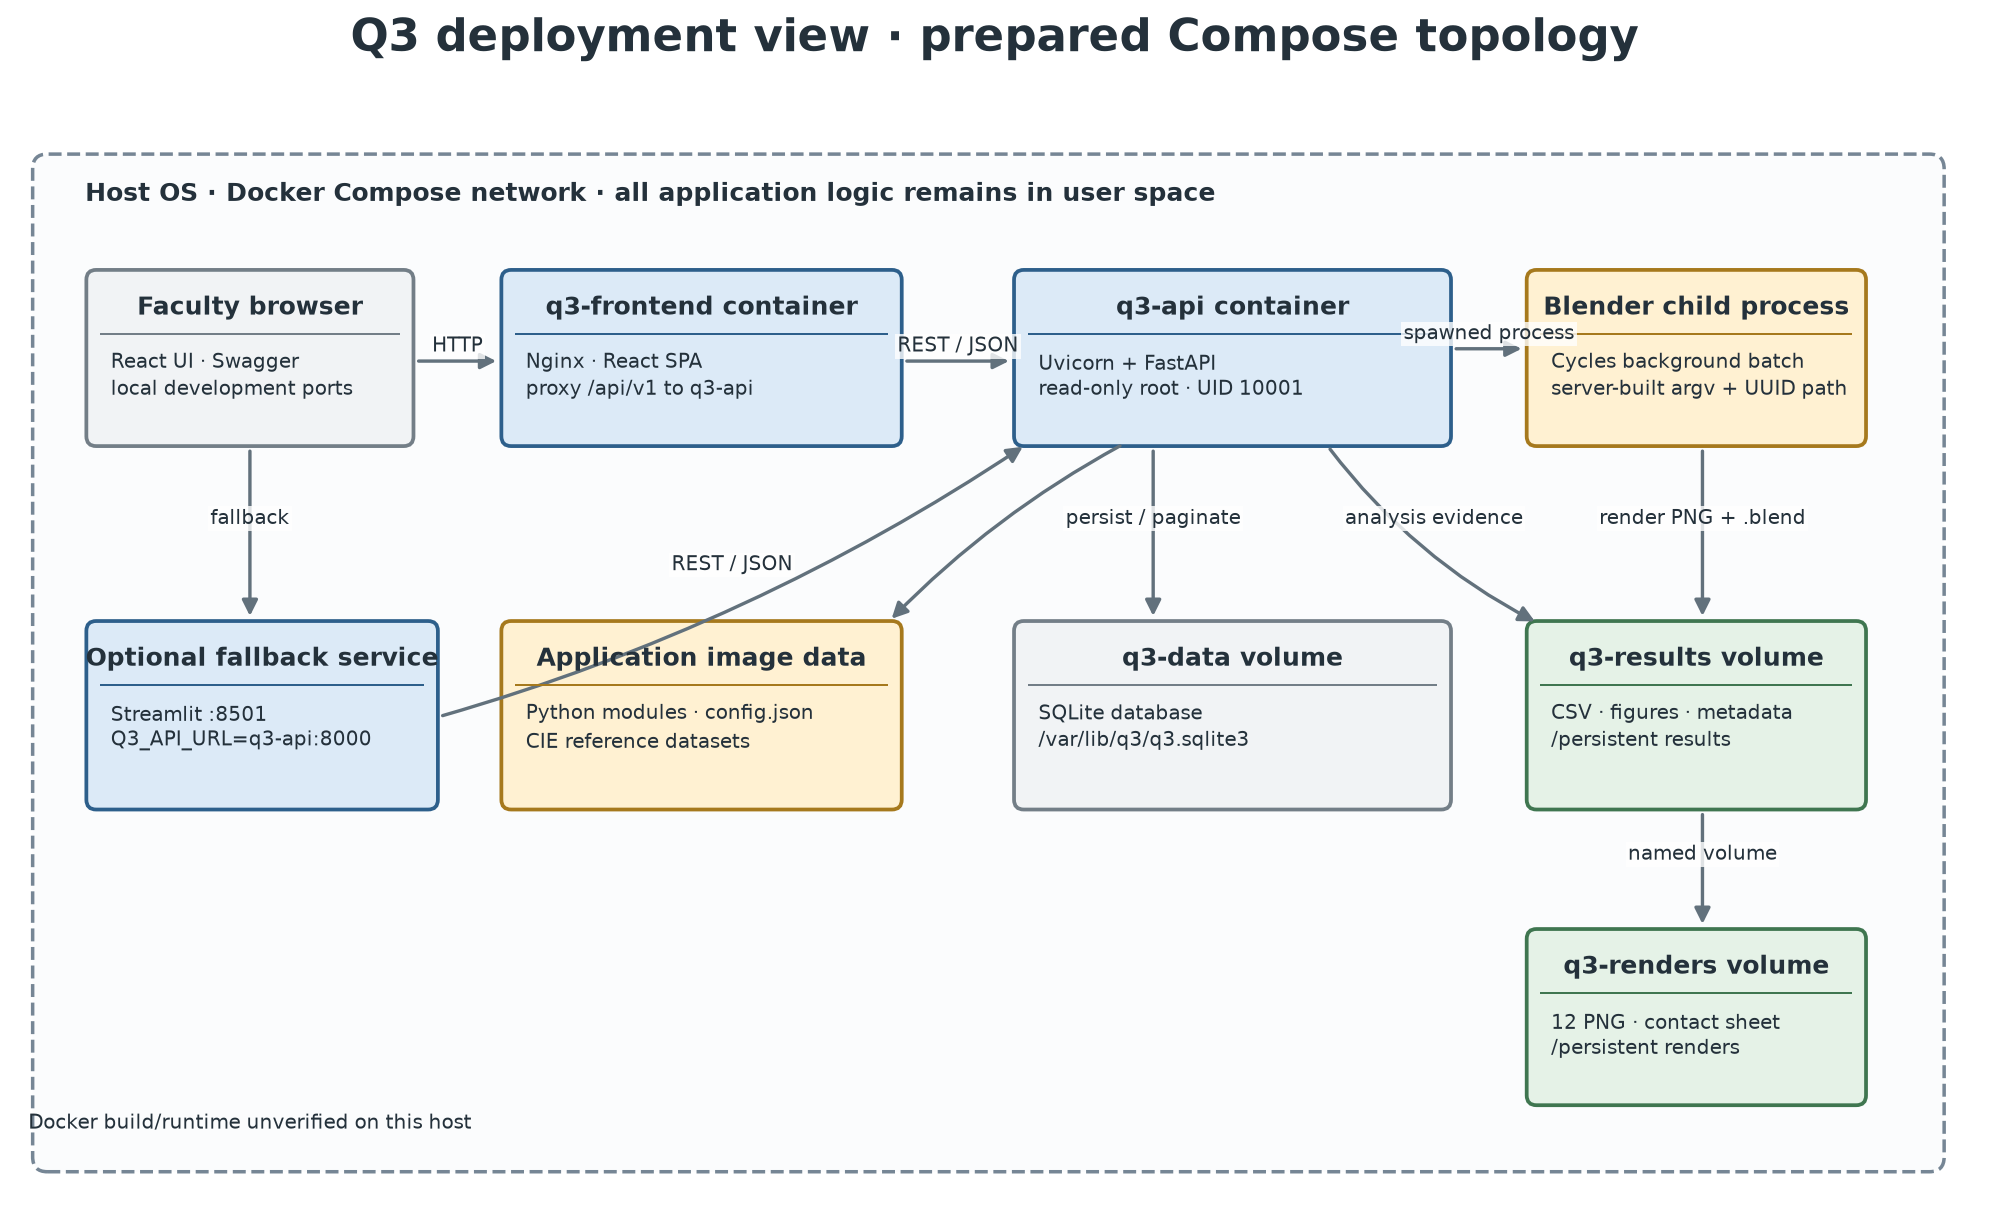 Q3 deployment view · prepared Compose topology
Host OS · Docker Compose network · all application logic remains in user space
Faculty browser
React UI · Swagger
local development ports
HTTP
q3-frontend container
Nginx · React SPA
proxy /api/v1 to q3-api
REST / JSON
q3-api container
Uvicorn + FastAPI
read-only root · UID 10001
spawned process
Blender child process
Cycles background batch
server-built argv + UUID path
fallback
REST / JSON
persist / paginate
analysis evidence
render PNG + .blend
Optional fallback service
Streamlit :8501
Q3_API_URL=q3-api:8000
Application image data
Python modules · config.json
CIE reference datasets
q3-data volume
SQLite database
/var/lib/q3/q3.sqlite3
q3-results volume
CSV · figures · metadata
/persistent results
named volume
q3-renders volume
12 PNG · contact sheet
/persistent renders
Docker build/runtime unverified on this host